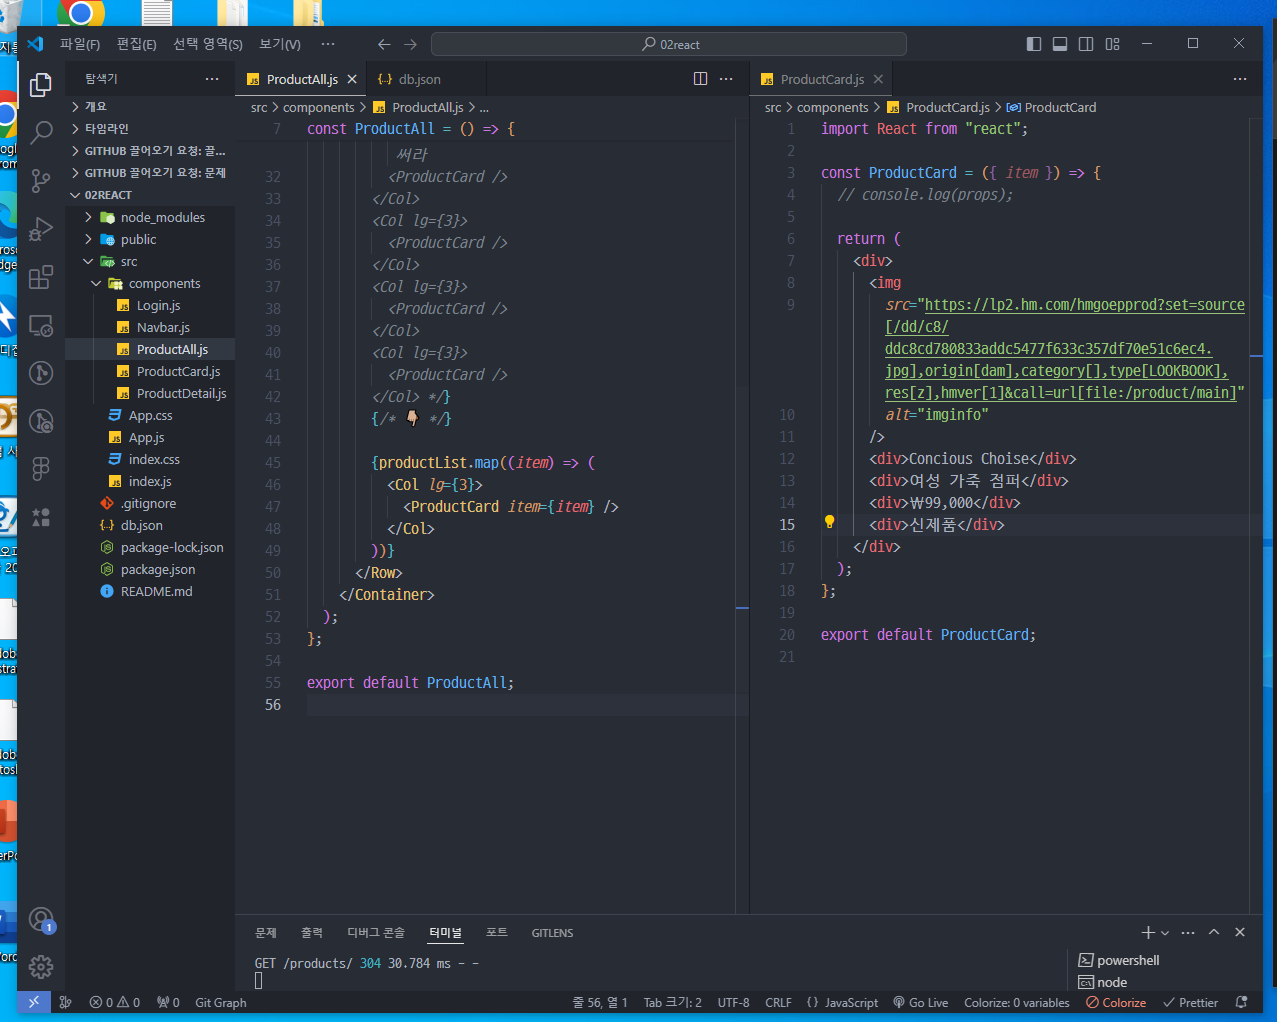 파일(F) 편집(E) 선택 영역(S) 보기(V) ··· 02react
탐색기 ···
개요
타임라인
GITHUB 끌어오기 요청: 끌...
GITHUB 끌어오기 요청: 문제
02REACT
node_modules
public
src
components
Login.js
Navbar.js
ProductAll.js
ProductCard.js
ProductDetail.js
App.css
App.js
index.css
index.js
.gitignore
db.json
package-lock.json
package.json
README.md
ProductAll.js db.json
src > components > ProductAll.js > ...
7 const ProductAll = () => {
써라
32 <ProductCard />
33 </Col>
34 <Col lg={3}>
35 <ProductCard />
36 </Col>
37 <Col lg={3}>
38 <ProductCard />
39 </Col>
40 <Col lg={3}>
41 <ProductCard />
42 </Col> */}
43 {/* 👇 */}
44
45 {productList.map((item) => (
46 <Col lg={3}>
47 <ProductCard item={item} />
48 </Col>
49 ))}
50 </Row>
51 </Container>
52 );
53 };
54
55 export default ProductAll;
56
ProductCard.js
src > components > ProductCard.js > ProductCard
1 import React from "react";
2
3 const ProductCard = ({ item }) => {
4 // console.log(props);
5
6 return (
7 <div>
8 <img
9 src="https://lp2.hm.com/hmgoepprod?set=source
[/dd/c8/
ddc8cd780833addc5477f633c357df70e51c6ec4.
jpg],origin[dam],category[],type[LOOKBOOK],
res[z],hmver[1]&call=url[file:/product/main]"
10 alt="imginfo"
11 />
12 <div>Concious Choise</div>
13 <div>여성 가죽 점퍼</div>
14 <div>₩99,000</div>
15 <div>신제품</div>
16 </div>
17 );
18 };
19
20 export default ProductCard;
21
문제 출력 디버그 콘솔 터미널 포트 GITLENS
GET /products/ 304 30.784 ms - -
powershell
node
1
0 0 0 Git Graph 줄 56, 열 1 Tab 크기: 2 UTF-8 CRLF {} JavaScript Go Live Colorize: 0 variables Colorize Prettier